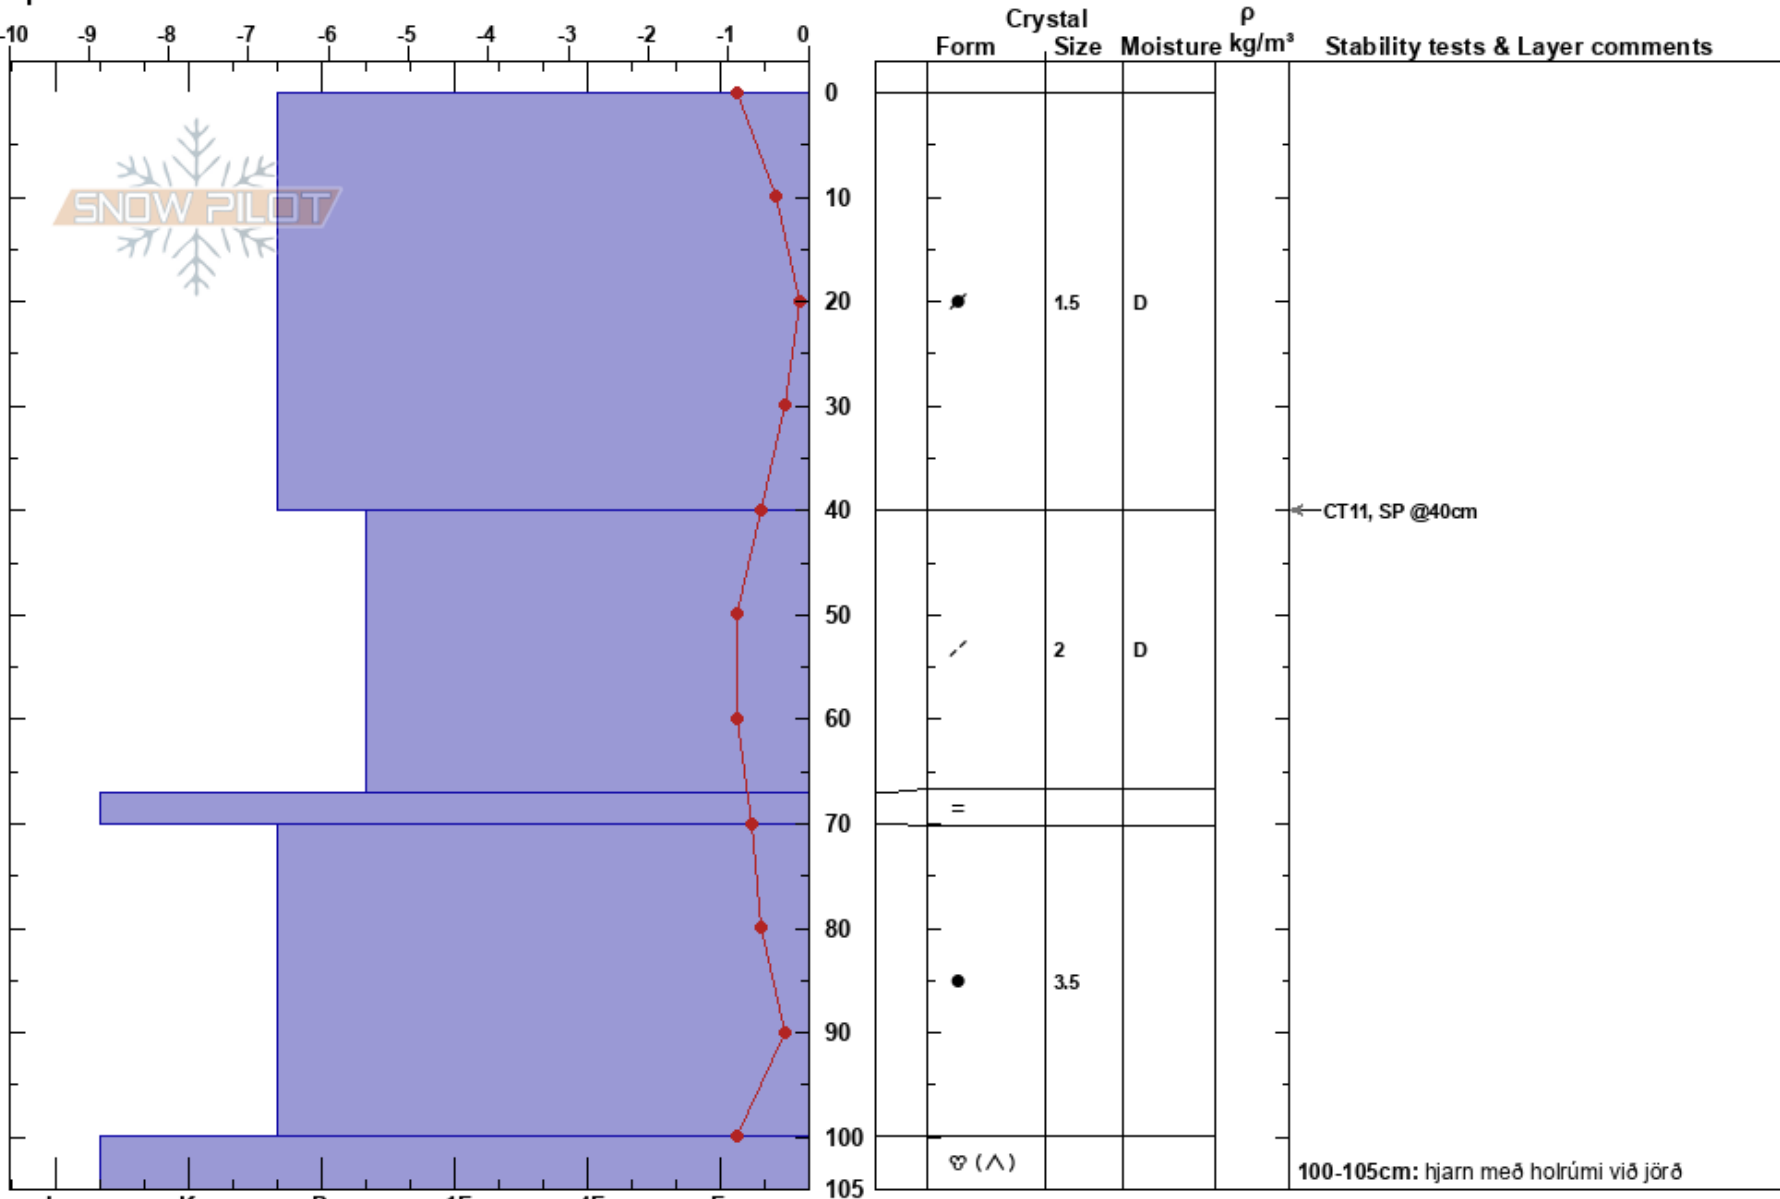 Crystal ρ
-10 -9 -8 -7 -6 -5 -4 -3 -2 -1 0
Form Size Moisture kg/m³ Stability tests & Layer comments
0
SNOW PILOT
10
20 1.5 D
30
40 CT11, SP @40cm
50
2 D
60
=
70
80
3.5
90
100
100-105cm: hjarn með holrúmi við jörð
105